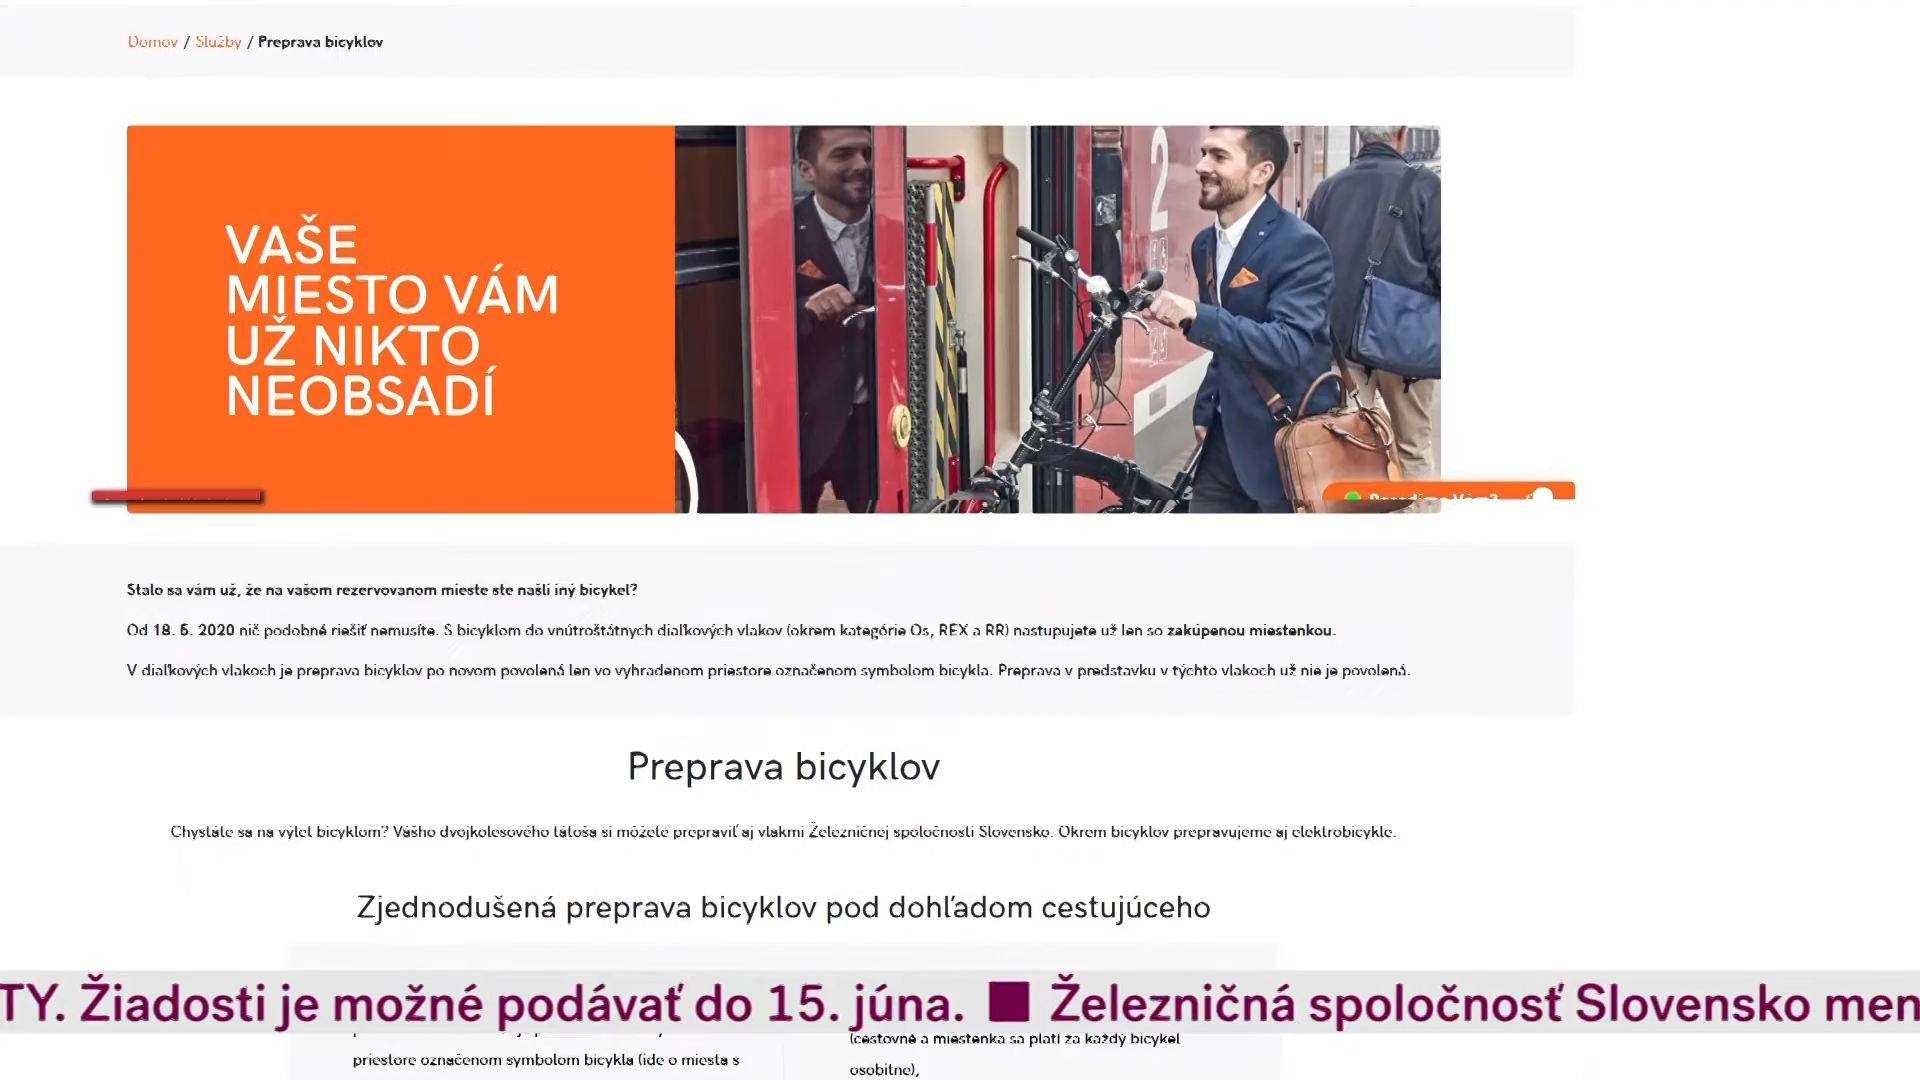 Domov / Služby / Preprava bicyklov
2
VAŠE
MIESTO VÁM
UŽ NIKTO
NEOBSADÍ
Stalo sa vám už, že na vašom rezervovanom mieste ste našli iný bicykel?
Od 18. 5. 2020 nič podobné riešiť nemusíte. S bicyklom do vnútroštátnych diaľkových vlakov (okrem kategórie Os, REX a RR) nastupujete už len so zakúpenou miestenkou.
V diaľkových vlakoch je preprava bicyklov po novom povolená len vo vyhradenom priestore označenom symbolom bicykla. Preprava v predstavku v týchto vlakoch už nie je povolená.
Preprava bicyklov
Chystáte sa na výlet bicyklom? Vášho dvojkolesového tátoša si môžete prepraviť aj vlakmi Železničnej spoločnosti Slovensko. Okrem bicyklov prepravujeme aj elektrobicykle.
Zjednodušená preprava bicyklov pod dohľadom cestujúceho
TY. Žiadosti je možné podávať do 15. júna. ■ Železničná spoločnosť Slovensko men
priestore označenom symbolom bicykla (ide o miesta s
(cestovné a miestenka sa platí za každý bicykel
osobitne),